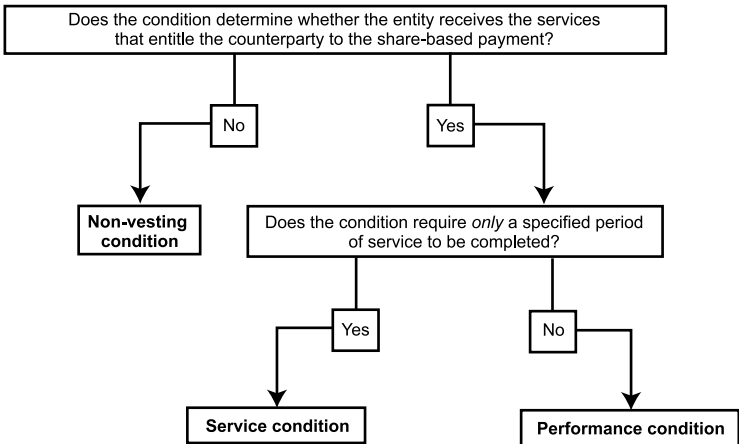 Does the condition determine whether the entity receives the services
that entitle the counterparty to the share-based payment?
No
Yes
Non-vesting
condition
Does the condition require only a specified period
of service to be completed?
Yes
No
Service condition
Performance condition